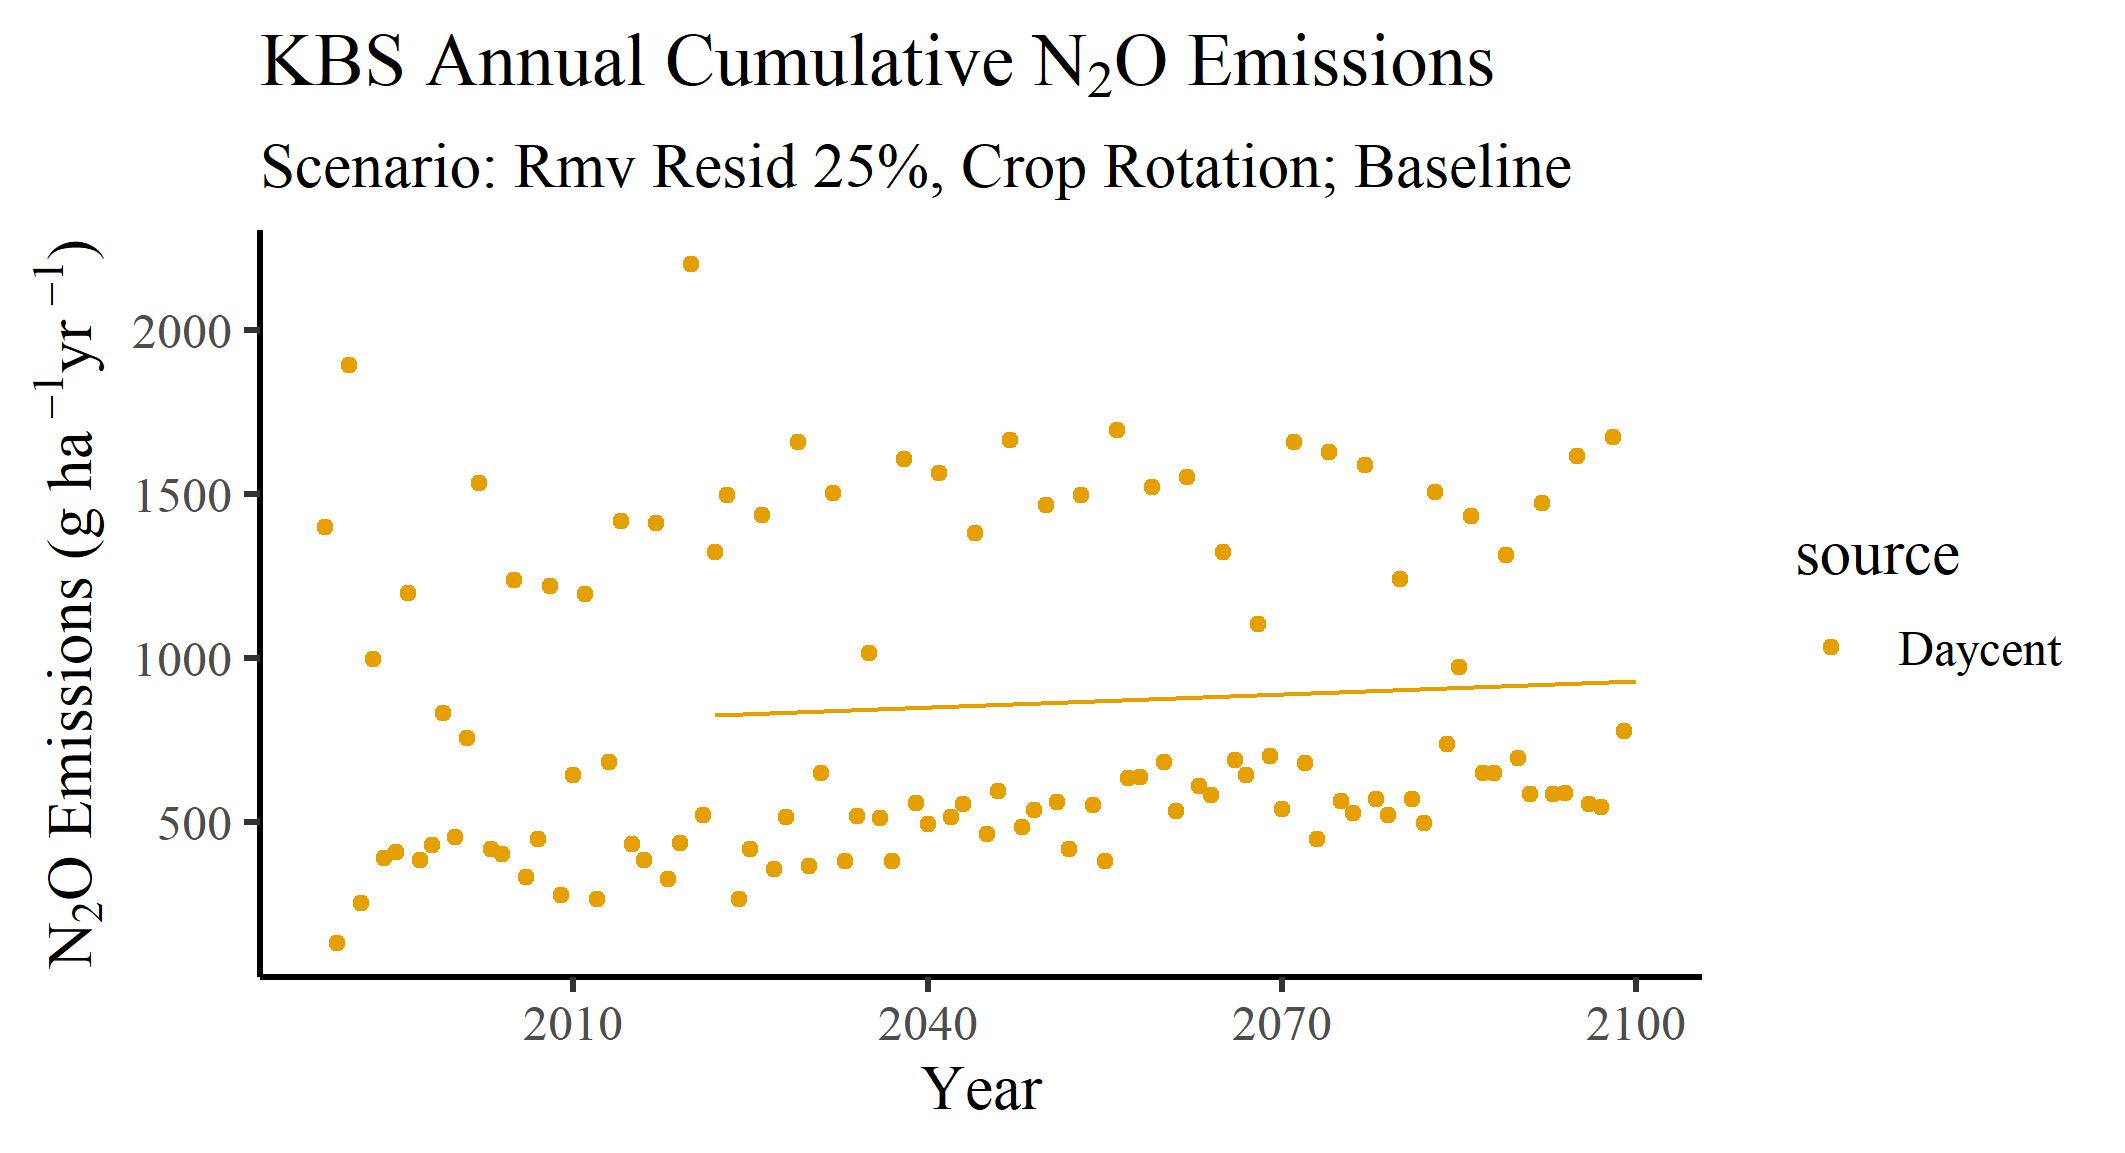 KBS Annual Cumulative N₂O Emissions
Scenario: Rmv Resid 25%, Crop Rotation; Baseline
N₂O Emissions (g ha ⁻¹yr ⁻¹)
2000
1500
1000
500
2010
2040
2070
2100
Year
source
Daycent